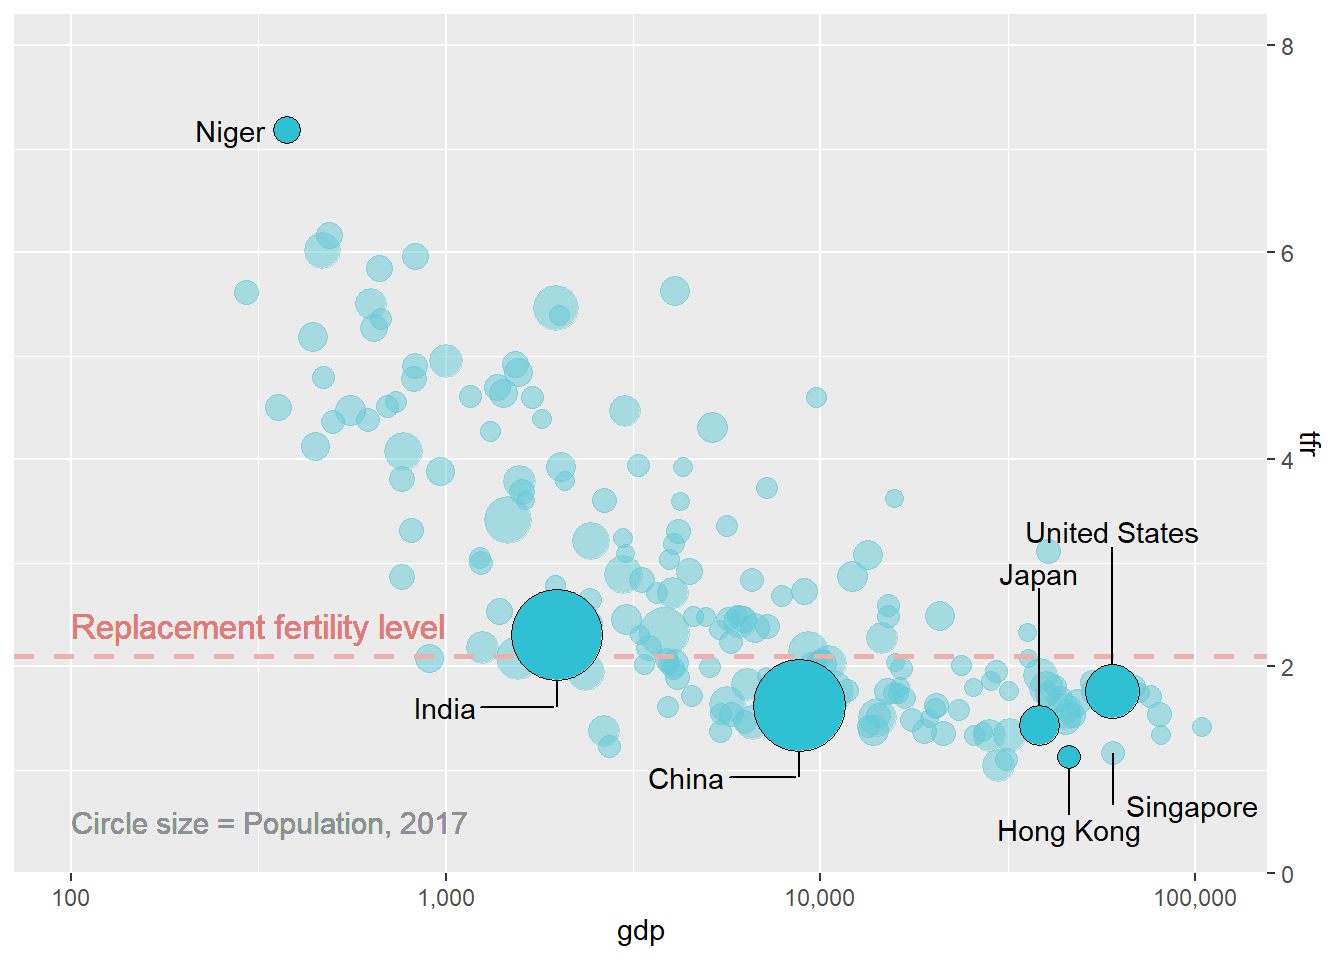 8
Niger
6
tfr
4
United States
Japan
Replacement fertility level
2
India
China
Singapore
Circle size = Population, 2017
Hong Kong
0
100 1,000 10,000 100,000
gdp